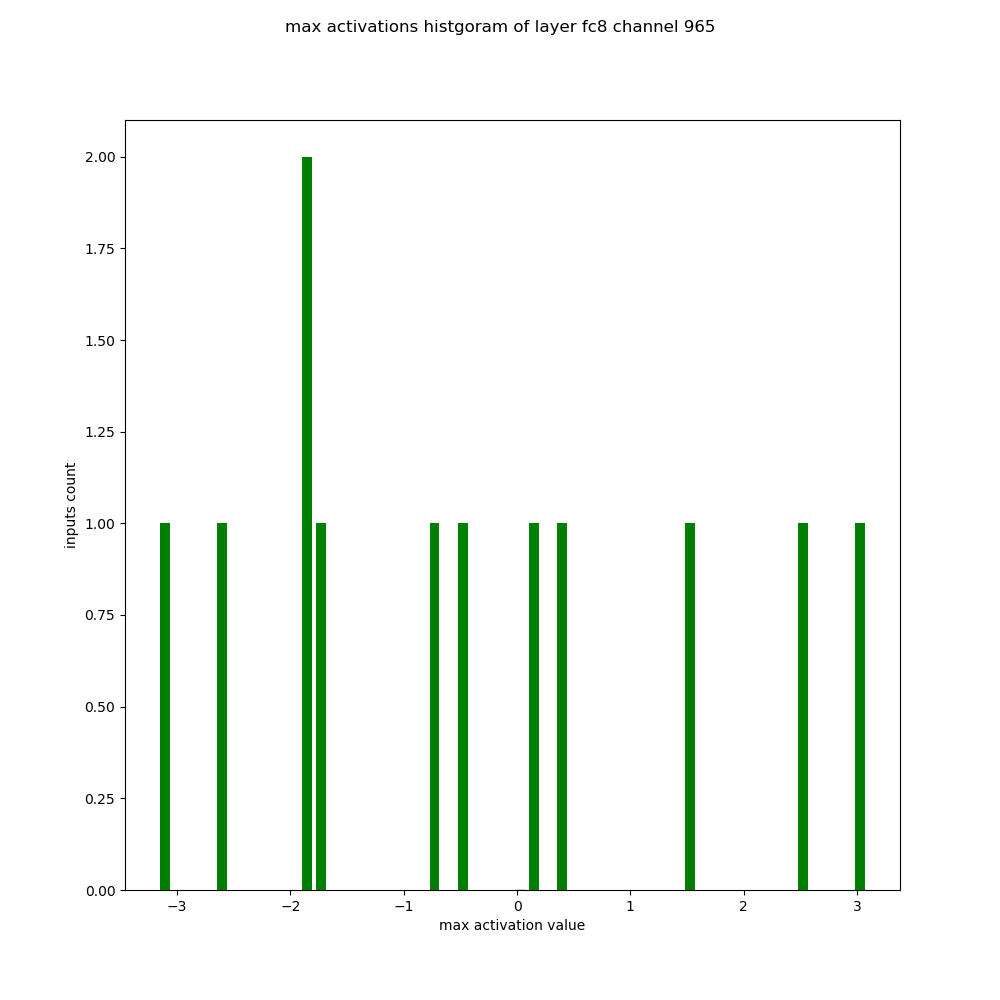 max activations histgoram of layer fc8 channel 965
2.00
1.75
1.50
1.25
1.00
0.75
0.50
0.25
0.00
inputs count
−3 −2 −1 0 1 2 3
max activation value